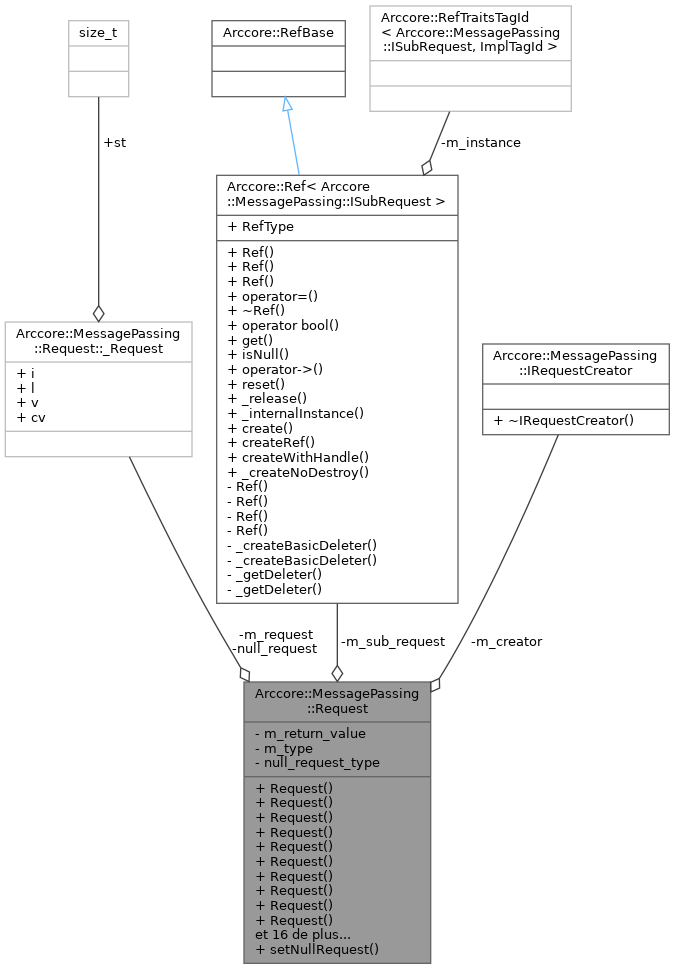 size_t
Arccore::RefBase
Arccore::RefTraitsTagId
< Arccore::MessagePassing
::ISubRequest, ImplTagId >
+st
-m_instance
Arccore::Ref< Arccore
::MessagePassing::ISubRequest >
+ RefType
+ Ref()
+ Ref()
+ Ref()
+ operator=()
+ ~Ref()
+ operator bool()
+ get()
+ isNull()
+ operator->()
+ reset()
+ _release()
+ _internalInstance()
+ create()
+ createRef()
+ createWithHandle()
+ _createNoDestroy()
- Ref()
- Ref()
- Ref()
- Ref()
- _createBasicDeleter()
- _createBasicDeleter()
- _getDeleter()
- _getDeleter()
Arccore::MessagePassing
::Request::_Request
+ i
+ l
+ v
+ cv
Arccore::MessagePassing
::IRequestCreator
+ ~IRequestCreator()
-m_request
-null_request
-m_sub_request
-m_creator
Arccore::MessagePassing
::Request
- m_return_value
- m_type
- null_request_type
+ Request()
+ Request()
+ Request()
+ Request()
+ Request()
+ Request()
+ Request()
+ Request()
+ Request()
+ Request()
et 16 de plus...
+ setNullRequest()